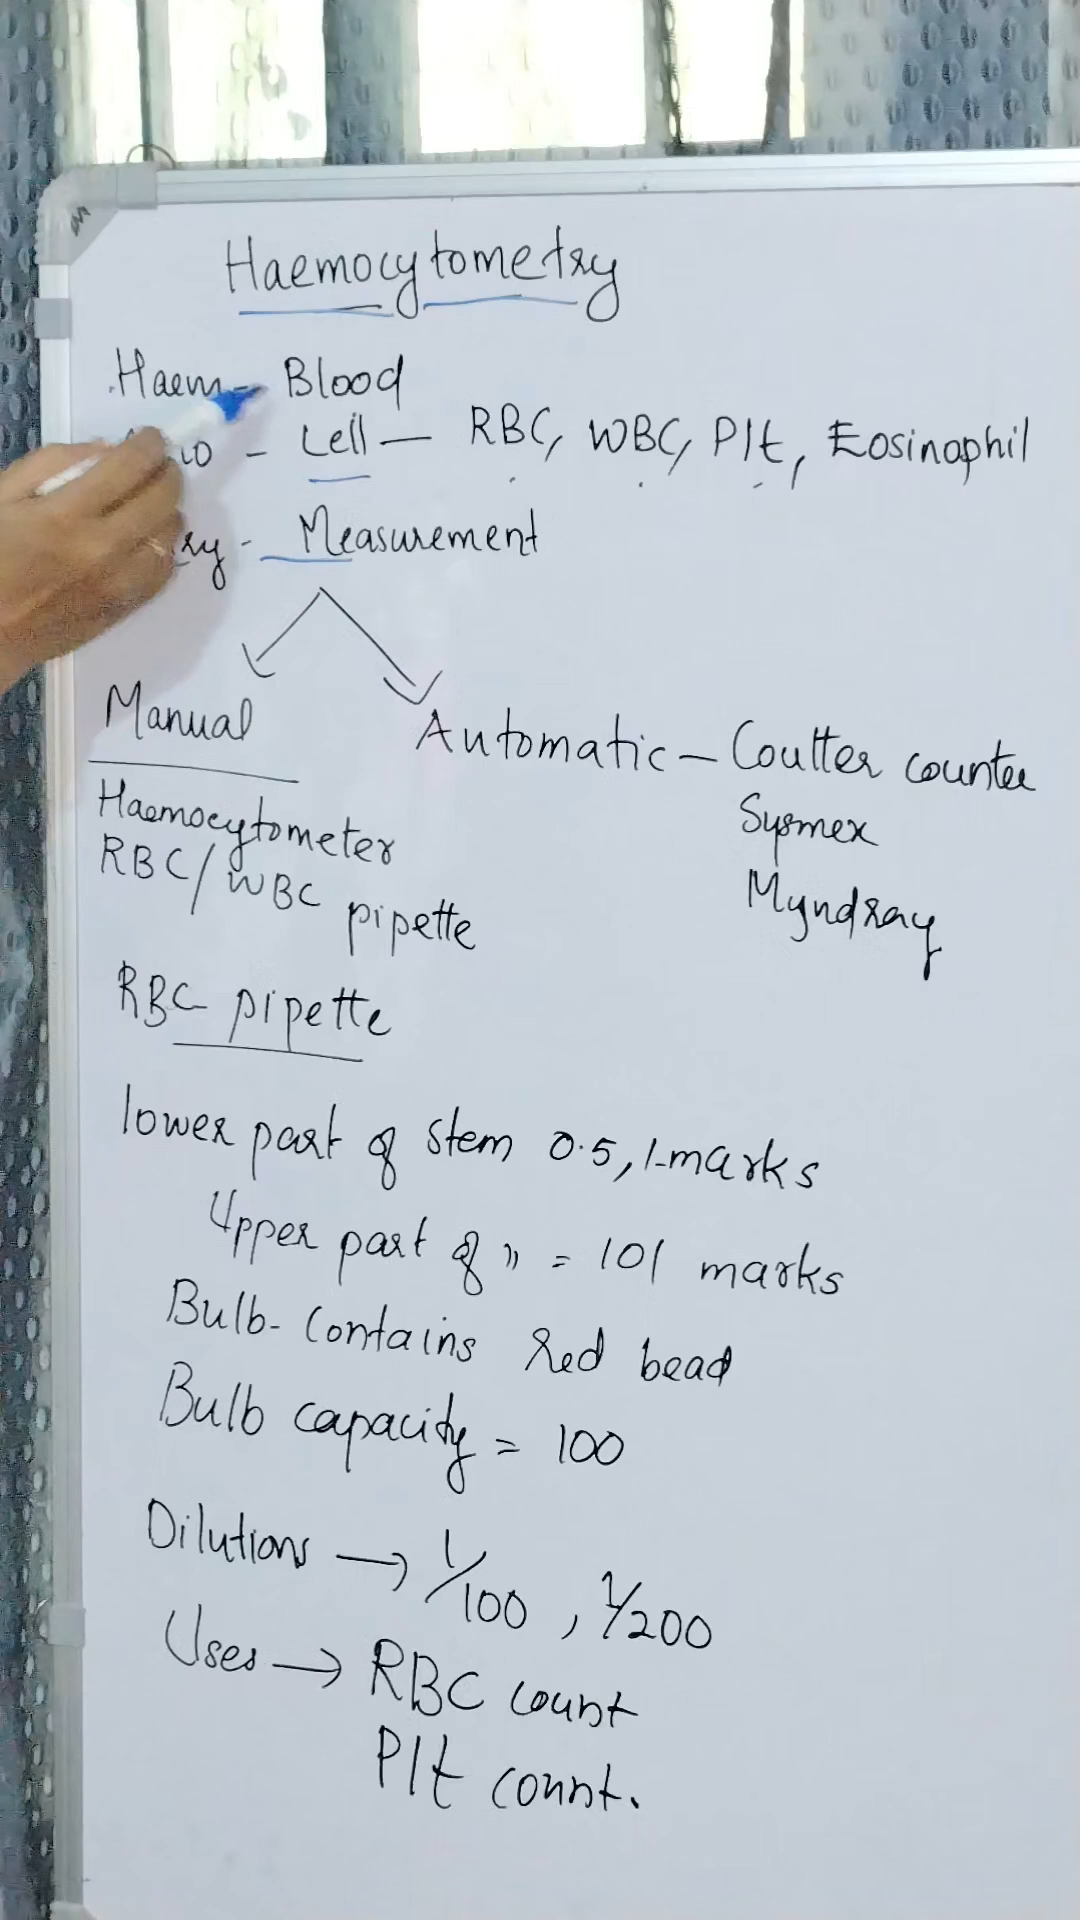 Haemocytometry
Haem - Blood
- Cell — RBC, WBC, Plt, Eosinophil
- Measurement
Manual
Automatic — Coulter counter
Haemocytometer
Sysmex
RBC/WBC pipette
Myndray
RBC pipette
lower part of stem 0.5, 1-marks
Upper part of " = 101 marks
Bulb - Contains Red bead
Bulb capacity = 100
Dilutions → 1/100, 1/200
Uses → RBC count
Plt count.